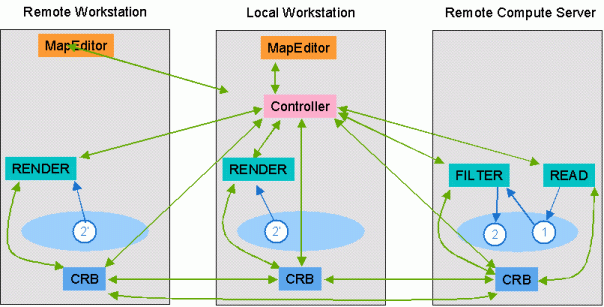 Remote Workstation
Local Workstation
Remote Compute Server
MapEditor
MapEditor
Controller
RENDER
RENDER
FILTER
READ
2'
2'
2
1
CRB
CRB
CRB